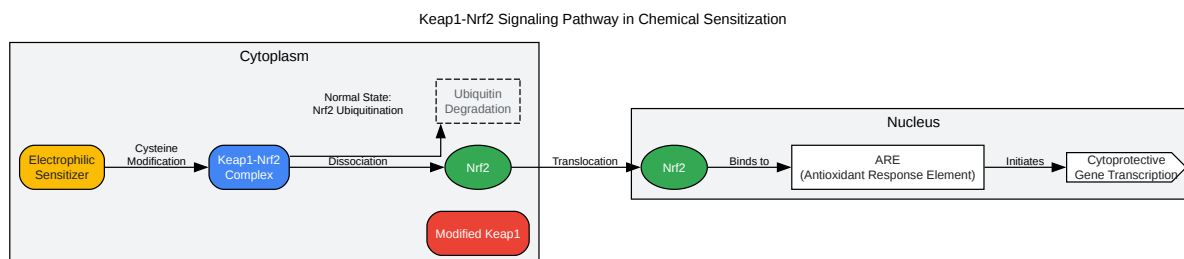 Keap1-Nrf2 Signaling Pathway in Chemical Sensitization
Cytoplasm
Normal State:
Nrf2 Ubiquitination
Ubiquitin
Degradation
Electrophilic
Sensitizer
Cysteine
Modification
Keap1-Nrf2
Complex
Dissociation
Nrf2
Modified Keap1
Translocation
Nucleus
Nrf2
Binds to
ARE
(Antioxidant Response Element)
Initiates
Cytoprotective
Gene Transcription